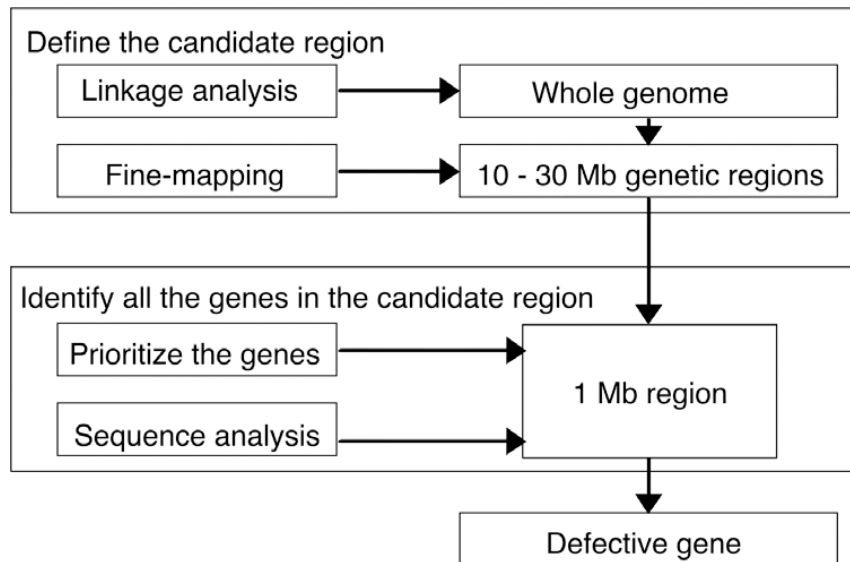 Define the candidate region
Linkage analysis
Whole genome
Fine-mapping
10 - 30 Mb genetic regions
Identify all the genes in the candidate region
Prioritize the genes
1 Mb region
Sequence analysis
Defective gene